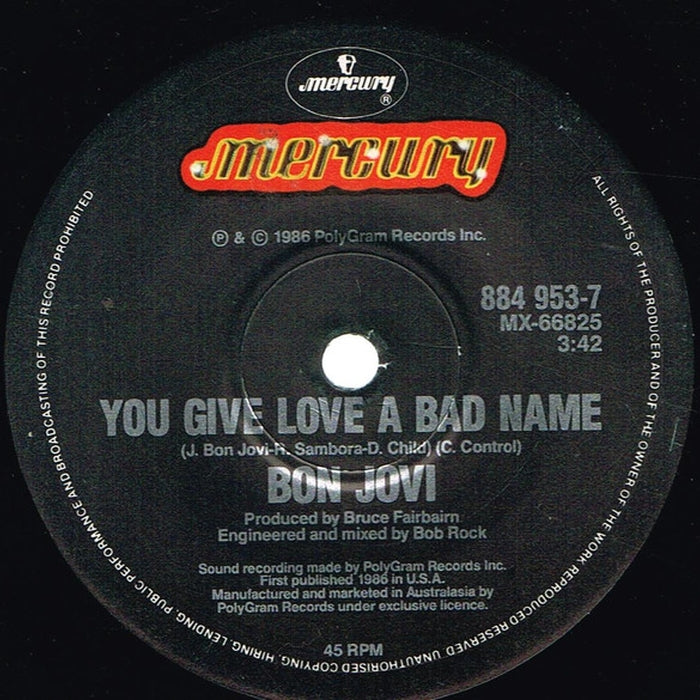 mercury
®
mercury
℗ & © 1986 PolyGram Records Inc.
884 953-7
MX-66825
3:42
YOU GIVE LOVE A BAD NAME
(J. Bon Jovi-R. Sambora-D. Child) (C. Control)
BON JOVI
Produced by Bruce Fairbairn
Engineered and mixed by Bob Rock
Sound recording made by PolyGram Records Inc.
First published 1986 in U.S.A.
Manufactured and marketed in Australasia by
PolyGram Records under exclusive licence.
45 RPM
ALL RIGHTS OF THE PRODUCER AND OF THE OWNER OF THE WORK REPRODUCED RESERVED. UNAUTHORISED COPYING, HIRING, LENDING, PUBLIC PERFORMANCE AND BROADCASTING OF THIS RECORD PROHIBITED